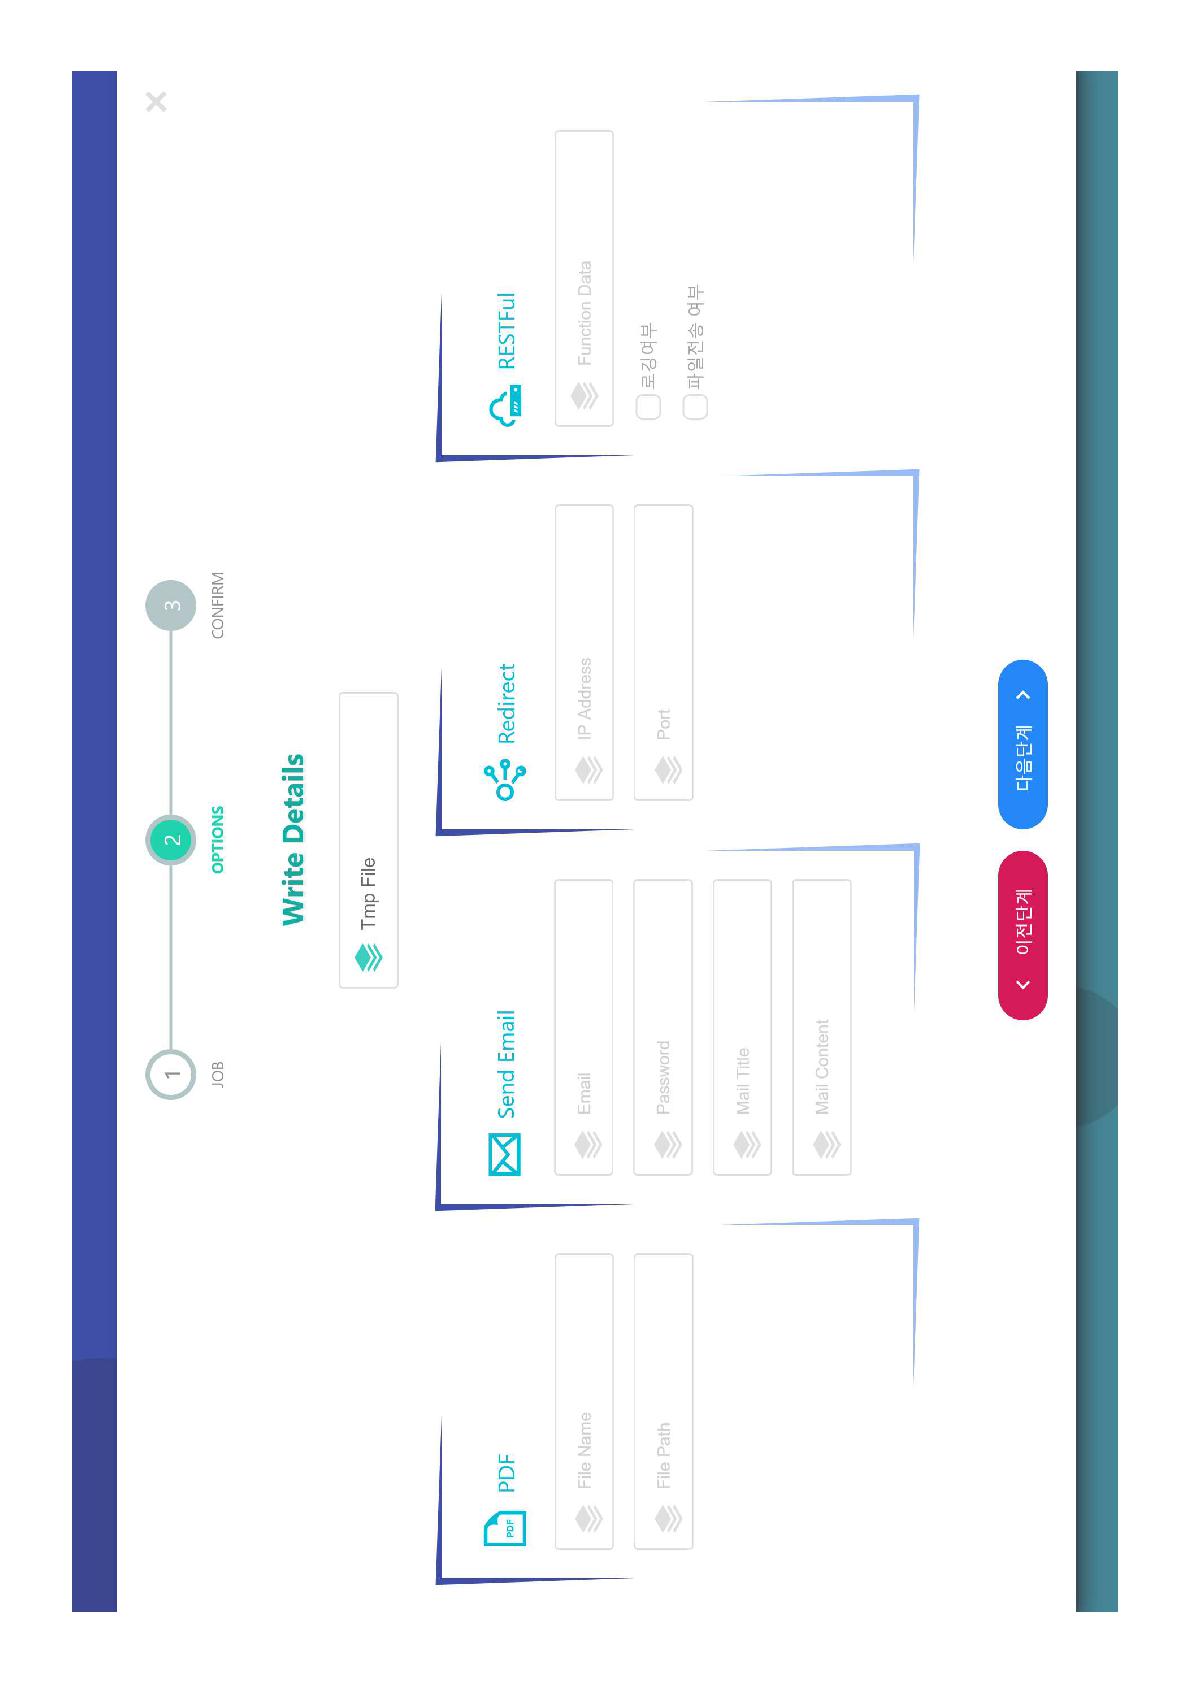 1
2
3
JOB
OPTIONS
CONFIRM
Write Details
Tmp File
PDF
PDF
File Name
File Path
Send Email
Email
Password
Mail Title
Mail Content
Redirect
IP Address
Port
RESTFul
Function Data
로깅여부
파일전송 여부
이전단계
다음단계